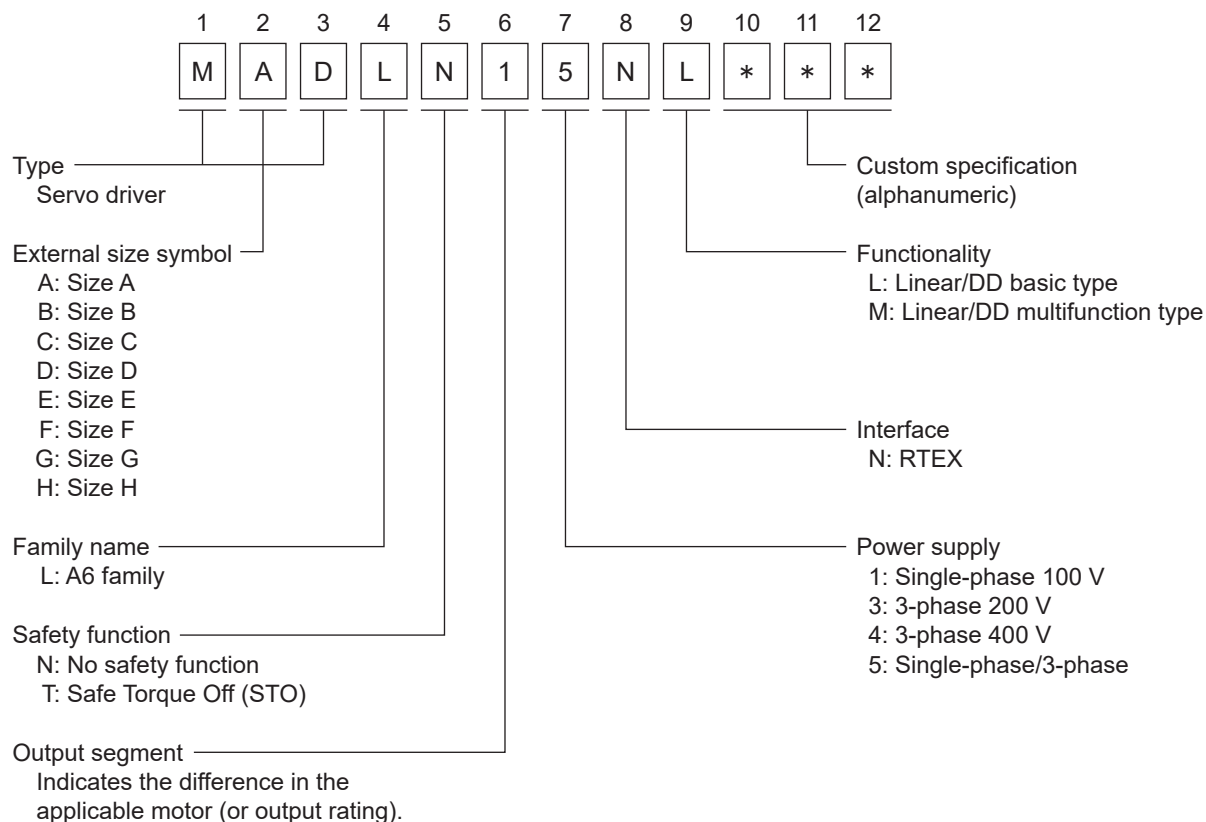 1 2 3 4 5 6 7 8 9 10 11 12
M A D L N 1 5 N L * * *
Type
Servo driver
External size symbol
A: Size A
B: Size B
C: Size C
D: Size D
E: Size E
F: Size F
G: Size G
H: Size H
Family name
L: A6 family
Safety function
N: No safety function
T: Safe Torque Off (STO)
Output segment
Indicates the difference in the
applicable motor (or output rating).
Custom specification
(alphanumeric)
Functionality
L: Linear/DD basic type
M: Linear/DD multifunction type
Interface
N: RTEX
Power supply
1: Single-phase 100 V
3: 3-phase 200 V
4: 3-phase 400 V
5: Single-phase/3-phase